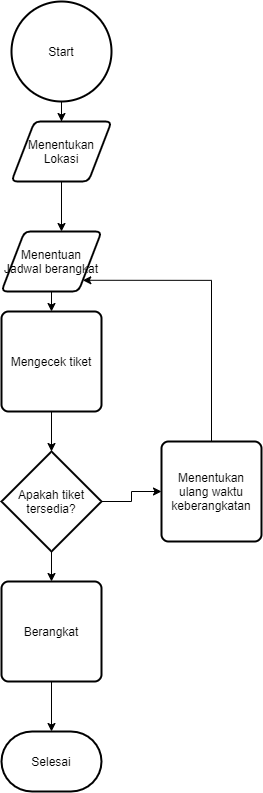 Start
Menentukan
Lokasi
Menentuan
Jadwal berangkat
Mengecek tiket
Apakah tiket
tersedia?
Menentukan
ulang waktu
keberangkatan
Berangkat
Selesai